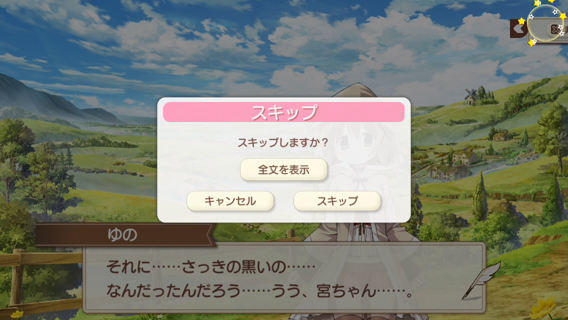 スキップ
スキップしますか？
全文を表示
キャンセル
スキップ
ゆの
それに……さっきの黒いの……
なんだったんだろう……うう、宮ちゃん……。